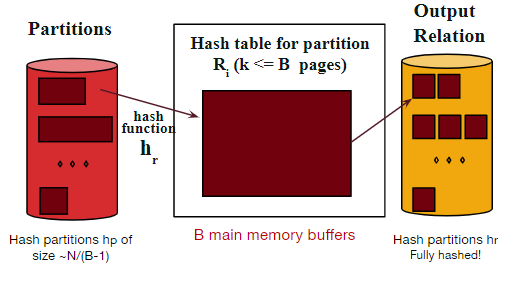 Partitions
Hash table for partition
R_i (k <= B pages)
Output
Relation
hash
function
h_r
Hash partitions hp of
size ~N/(B-1)
B main memory buffers
Hash partitions hr
Fully hashed!